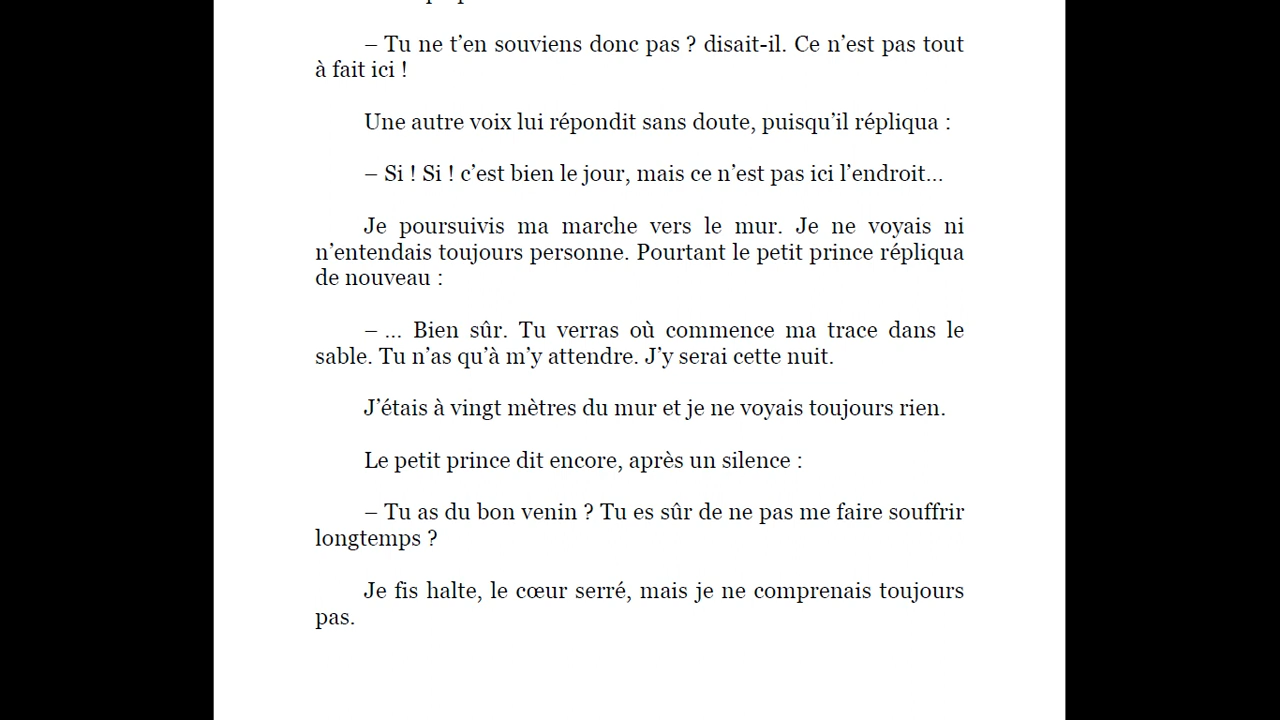 – Tu ne t’en souviens donc pas ? disait-il. Ce n’est pas tout
à fait ici !
Une autre voix lui répondit sans doute, puisqu’il répliqua :
– Si ! Si ! c’est bien le jour, mais ce n’est pas ici l’endroit…
Je poursuivis ma marche vers le mur. Je ne voyais ni
n’entendais toujours personne. Pourtant le petit prince répliqua
de nouveau :
– … Bien sûr. Tu verras où commence ma trace dans le
sable. Tu n’as qu’à m’y attendre. J’y serai cette nuit.
J’étais à vingt mètres du mur et je ne voyais toujours rien.
Le petit prince dit encore, après un silence :
– Tu as du bon venin ? Tu es sûr de ne pas me faire souffrir
longtemps ?
Je fis halte, le cœur serré, mais je ne comprenais toujours
pas.